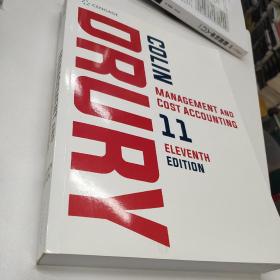 CENGAGE
COLIN
DRURY
MANAGEMENT AND
COST ACCOUNTING
11
ELEVENTH
EDITION